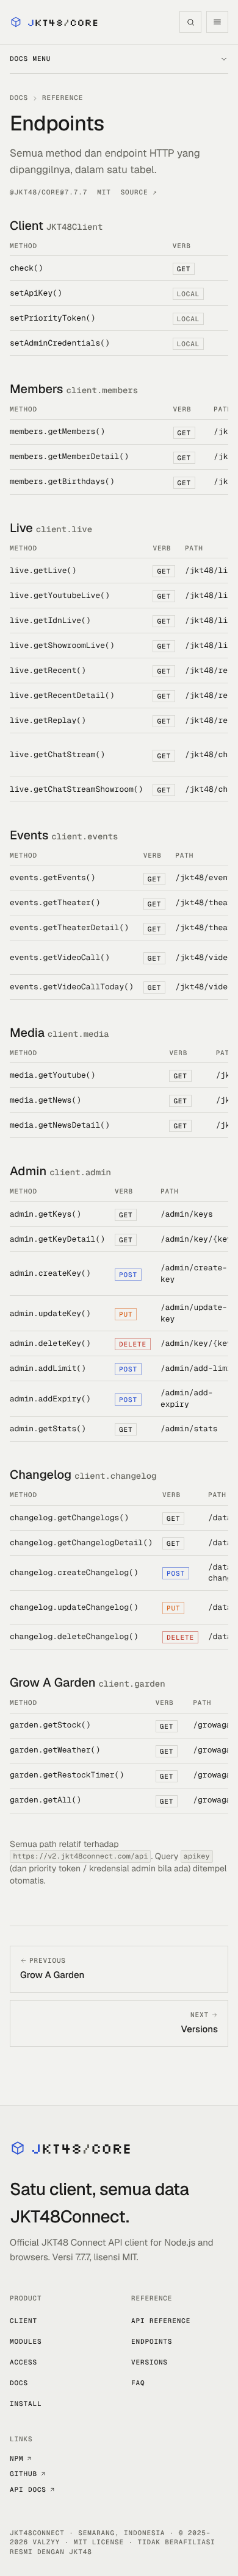 JKT48/CORE
DOCS MENU
DOCS › REFERENCE
Endpoints
Semua method dan endpoint HTTP yang
dipanggilnya, dalam satu tabel.
@JKT48/CORE@7.7.7 MIT SOURCE ↗
Client JKT48Client
METHOD VERB
check() GET
setApiKey() LOCAL
setPriorityToken() LOCAL
setAdminCredentials() LOCAL
Members client.members
METHOD VERB PATH
members.getMembers() GET /jk
members.getMemberDetail() GET /jk
members.getBirthdays() GET /jk
Live client.live
METHOD VERB PATH
live.getLive() GET /jkt48/li
live.getYoutubeLive() GET /jkt48/li
live.getIdnLive() GET /jkt48/li
live.getShowroomLive() GET /jkt48/li
live.getRecent() GET /jkt48/re
live.getRecentDetail() GET /jkt48/re
live.getReplay() GET /jkt48/re
live.getChatStream() GET /jkt48/ch
live.getChatStreamShowroom() GET /jkt48/ch
Events client.events
METHOD VERB PATH
events.getEvents() GET /jkt48/even
events.getTheater() GET /jkt48/thea
events.getTheaterDetail() GET /jkt48/thea
events.getVideoCall() GET /jkt48/vide
events.getVideoCallToday() GET /jkt48/vide
Media client.media
METHOD VERB PAT
media.getYoutube() GET /jk
media.getNews() GET /jk
media.getNewsDetail() GET /jk
Admin client.admin
METHOD VERB PATH
admin.getKeys() GET /admin/keys
admin.getKeyDetail() GET /admin/key/{key
admin.createKey() POST /admin/create-
key
admin.updateKey() PUT /admin/update-
key
admin.deleteKey() DELETE /admin/key/{key
admin.addLimit() POST /admin/add-lim
admin.addExpiry() POST /admin/add-
expiry
admin.getStats() GET /admin/stats
Changelog client.changelog
METHOD VERB PATH
changelog.getChangelogs() GET /data
changelog.getChangelogDetail() GET /data
changelog.createChangelog() POST /data
chang
changelog.updateChangelog() PUT /data
changelog.deleteChangelog() DELETE /data
Grow A Garden client.garden
METHOD VERB PATH
garden.getStock() GET /growaga
garden.getWeather() GET /growaga
garden.getRestockTimer() GET /growaga
garden.getAll() GET /growaga
Semua path relatif terhadap
https://v2.jkt48connect.com/api. Query apikey
(dan priority token / kredensial admin bila ada) ditempel
otomatis.
← PREVIOUS
Grow A Garden
NEXT →
Versions
JKT48/CORE
Satu client, semua data
JKT48Connect.
Official JKT48 Connect API client for Node.js and
browsers. Versi 7.7.7, lisensi MIT.
PRODUCT REFERENCE
CLIENT API REFERENCE
MODULES ENDPOINTS
ACCESS VERSIONS
DOCS FAQ
INSTALL
LINKS
NPM ↗
GITHUB ↗
API DOCS ↗
JKT48CONNECT · SEMARANG, INDONESIA · © 2025–
2026 VALZYY · MIT LICENSE · TIDAK BERAFILIASI
RESMI DENGAN JKT48